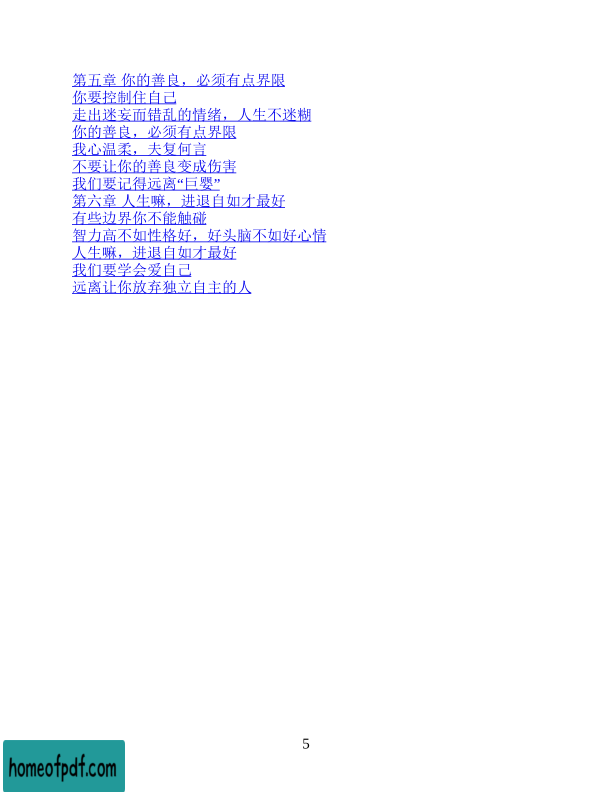 第五章 你的善良，必须有点界限
你要控制住自己
走出迷妄而错乱的情绪，人生不迷糊
你的善良，必须有点界限
我心温柔，夫复何言
不要让你的善良变成伤害
我们要记得远离“巨婴”
第六章 人生嘛，进退自如才最好
有些边界你不能触碰
智力高不如性格好，好头脑不如好心情
人生嘛，进退自如才最好
我们要学会爱自己
远离让你放弃独立自主的人
5
homeofpdf.com